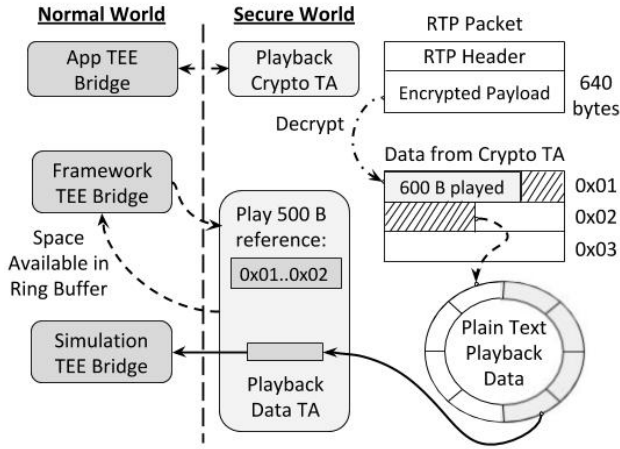 Normal World
Secure World
App TEE
Bridge
Playback
Crypto TA
RTP Packet
RTP Header
Encrypted Payload
640
bytes
Decrypt
Data from Crypto TA
600 B played
0x01
0x02
0x03
Framework
TEE Bridge
Space
Available in
Ring Buffer
Play 500 B
reference:
0x01..0x02
Simulation
TEE Bridge
Playback
Data TA
Plain Text
Playback
Data